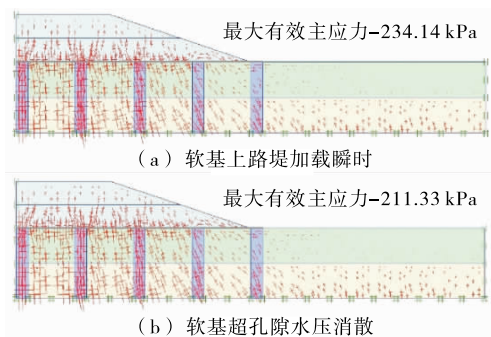 最大有效主应力-234.14 kPa
（a）软基上路堤加载瞬时
最大有效主应力-211.33 kPa
（b）软基超孔隙水压消散